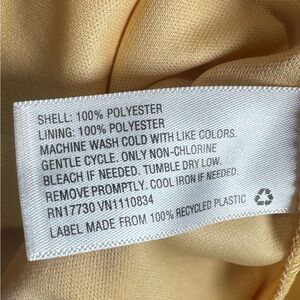 SHELL: 100% POLYESTER
LINING: 100% POLYESTER
MACHINE WASH COLD WITH LIKE COLORS.
GENTLE CYCLE. ONLY NON-CHLORINE
BLEACH IF NEEDED. TUMBLE DRY LOW.
REMOVE PROMPTLY. COOL IRON IF NEEDED.
RN17730 VN1110834
LABEL MADE FROM 100% RECYCLED PLASTIC